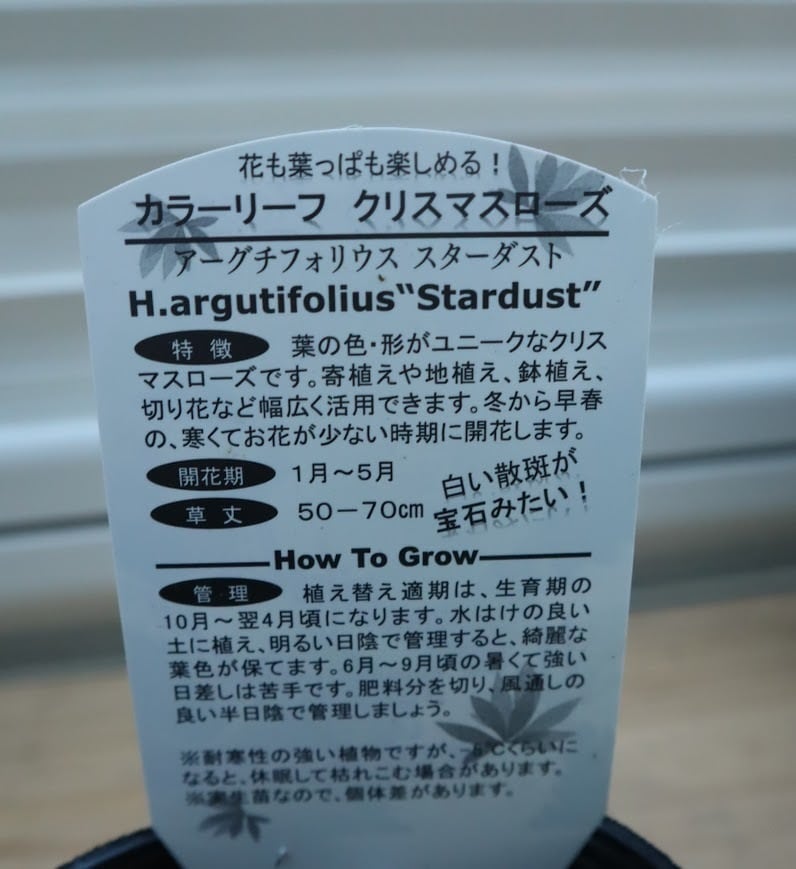 花も葉っぱも楽しめる！
カラーリーフ クリスマスローズ
アーグチフォリウス スターダスト
H.argutifolius“Stardust”
特徴 葉の色・形がユニークなクリス
マスローズです。寄植えや地植え、鉢植え、
切り花など幅広く活用できます。冬から早春
の、寒くてお花が少ない時期に開花します。
開花期 1月～5月
草丈 50－70㎝
白い散斑が
宝石みたい！
How To Grow
管理 植え替え適期は、生育期の
10月～翌4月頃になります。水はけの良い
土に植え、明るい日陰で管理すると、綺麗な
葉色が保てます。6月～9月頃の暑くて強い
日差しは苦手です。肥料分を切り、風通しの
良い半日陰で管理しましょう。
※耐寒性の強い植物ですが、-5℃くらいに
なると、休眠して枯れこむ場合があります。
※実生苗なので、個体差があります。